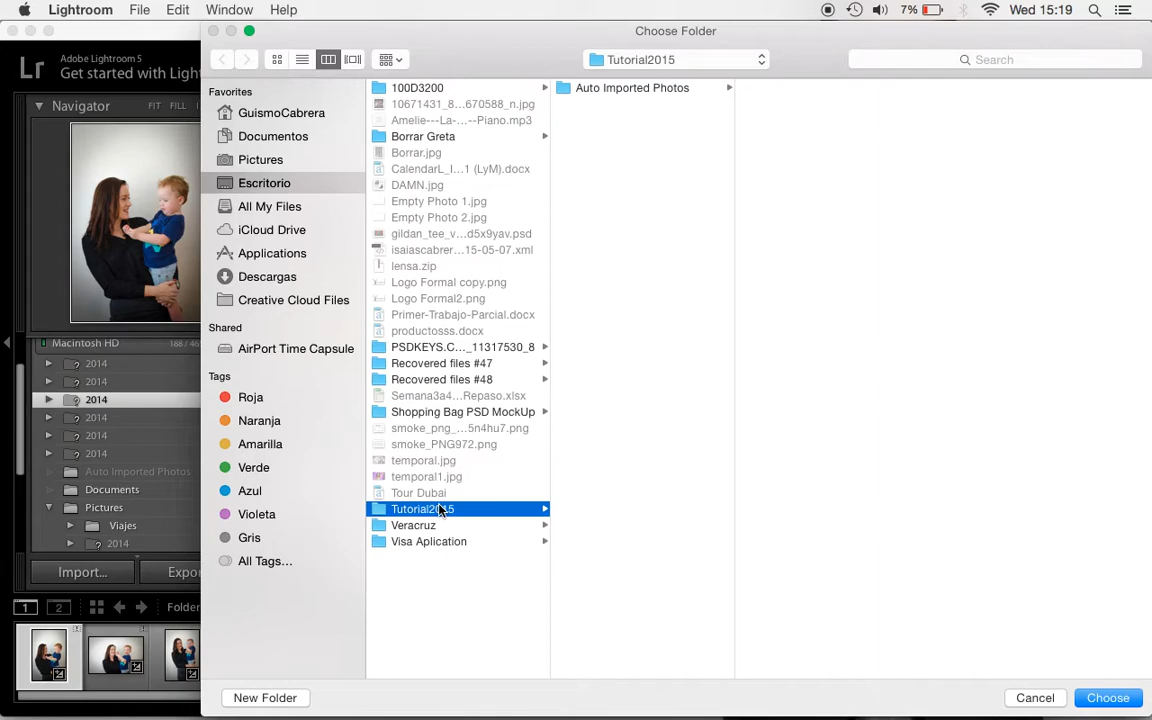 Lightroom File Edit Window Help 7% Wed 15:19
Choose Folder
Adobe Lightroom 5
Get started with Ligh
Tutorial2015
Search
Navigator FIT FILL
Favorites
GuismoCabrera
Documentos
Pictures
Escritorio
All My Files
iCloud Drive
Applications
Descargas
Creative Cloud Files
Shared
AirPort Time Capsule
Tags
Roja
Naranja
Amarilla
Verde
Azul
Violeta
Gris
All Tags...
100D3200
10671431_8...670588_n.jpg
Amelie---La-...--Piano.mp3
Borrar Greta
Borrar.jpg
CalendarL_I...1 (LyM).docx
DAMN.jpg
Empty Photo 1.jpg
Empty Photo 2.jpg
gildan_tee_v...d5x9yav.psd
isaiascabrer...15-05-07.xml
lensa.zip
Logo Formal copy.png
Logo Formal2.png
Primer-Trabajo-Parcial.docx
productosss.docx
PSDKEYS.C..._11317530_8
Recovered files #47
Recovered files #48
Semana3a4...Repaso.xlsx
Shopping Bag PSD MockUp
smoke_png_...5n4hu7.png
smoke_PNG972.png
temporal.jpg
temporal1.jpg
Tour Dubai
Tutorial2015
Veracruz
Visa Aplication
Auto Imported Photos
Macintosh HD 188 / 46
2014
2014
2014
2014
2014
2014
Auto Imported Photos
Documents
Pictures
Viajes
2014
Import... Expor
1 2 Folder
New Folder Cancel Choose